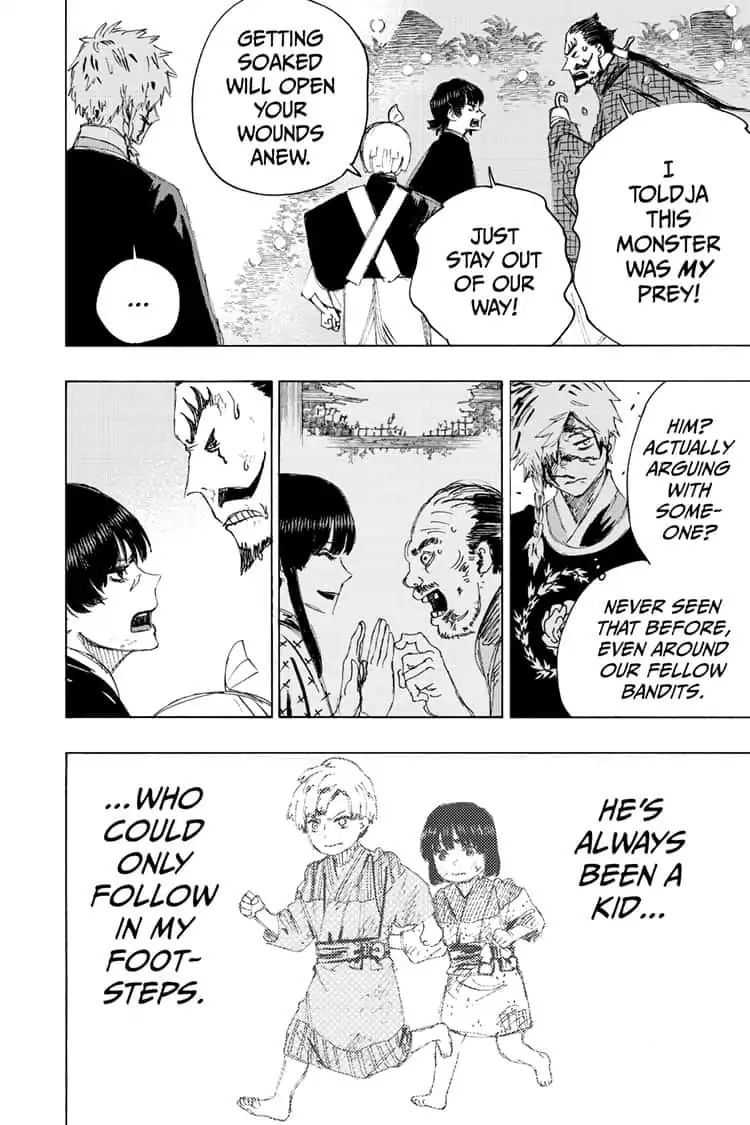 I
TOLDJA
THIS
MONSTER
WAS MY
PREY!
JUST
STAY OUT
OF OUR
WAY!
GETTING
SOAKED
WILL OPEN
YOUR
WOUNDS
ANEW.
...
HIM?
ACTUALLY
ARGUING
WITH
SOME-
ONE?
NEVER SEEN
THAT BEFORE,
EVEN AROUND
OUR FELLOW
BANDITS.
HE'S
ALWAYS
BEEN A
KID...
...WHO
COULD
ONLY
FOLLOW
IN MY
FOOT-
STEPS.